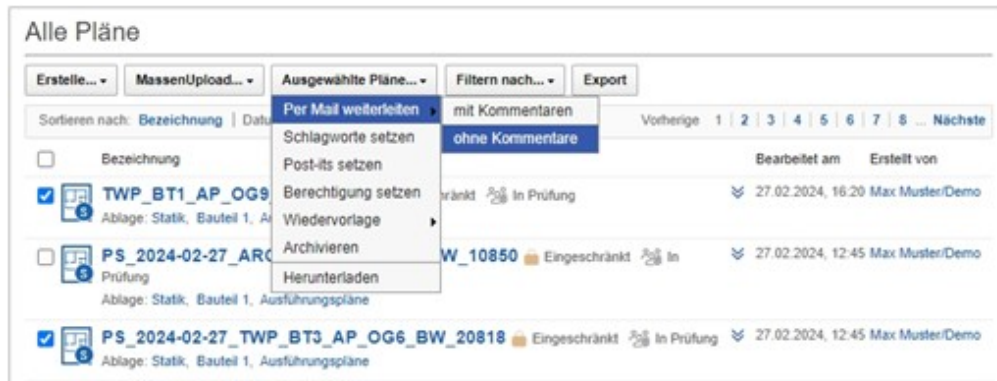 Alle Pläne
Erstelle... MassenUpload... Ausgewählte Pläne... Filtern nach... Export
Per Mail weiterleiten mit Kommentaren
Sortieren nach: Bezeichnung | Datu Schlagworte setzen ohne Kommentare Vorherige 1 | 2 | 3 | 4 | 5 | 6 | 7 | 8 ... Nächste
Bezeichnung Post-its setzen Bearbeitet am Erstellt von
TWP_BT1_AP_OG9 Berechtigung setzen ränkt In Prüfung 27.02.2024, 16:20 Max Muster/Demo
Ablage: Statik, Bauteil 1, Wiedervorlage
Archivieren
PS_2024-02-27_ARC W_10850 Eingeschränkt In 27.02.2024, 12:45 Max Muster/Demo
Prüfung Herunterladen
Ablage: Statik, Bauteil 1, Ausführungspläne
PS_2024-02-27_TWP_BT3_AP_OG6_BW_20818 Eingeschränkt In Prüfung 27.02.2024, 12:45 Max Muster/Demo
Ablage: Statik, Bauteil 1, Ausführungspläne